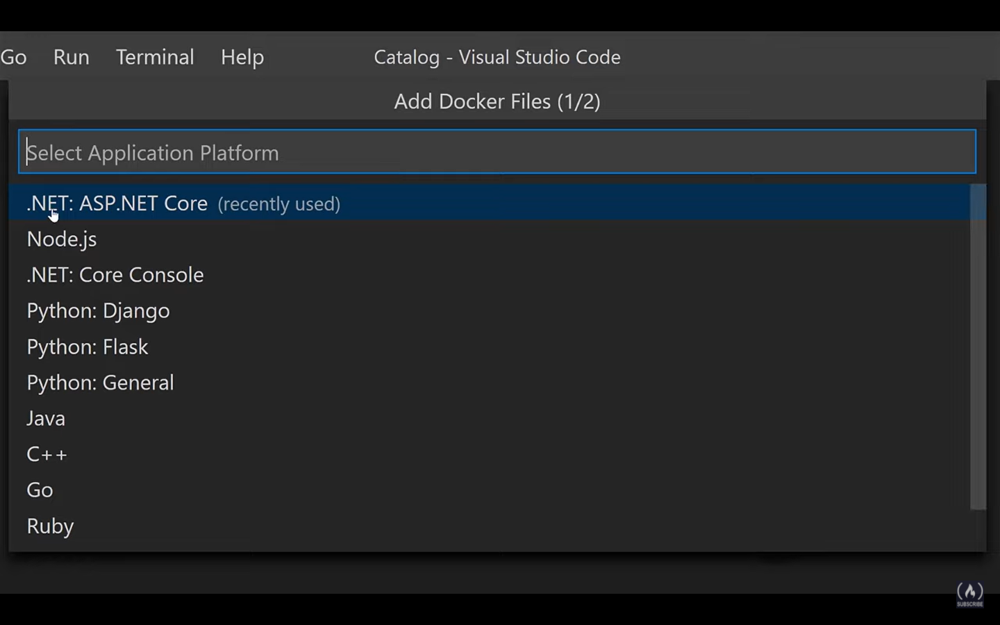 Go Run Terminal Help Catalog - Visual Studio Code
Add Docker Files (1/2)
Select Application Platform
.NET: ASP.NET Core (recently used)
Node.js
.NET: Core Console
Python: Django
Python: Flask
Python: General
Java
C++
Go
Ruby
SUBSCRIBE